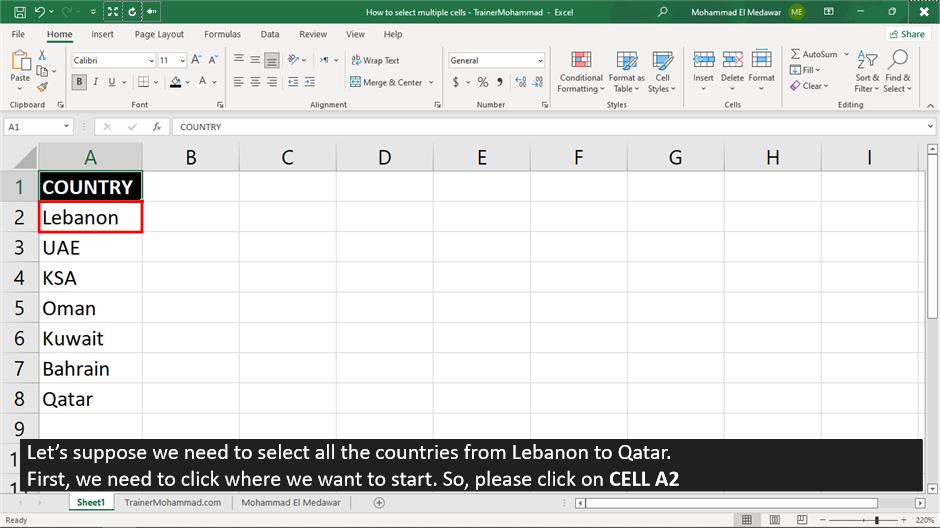 How to select multiple cells - TrainerMohammad - Excel
Mohammad El Medawar ME
File Home Insert Page Layout Formulas Data Review View Help Share
Paste
Clipboard
Calibri 11 A A
B I U A
Font
Wrap Text
Merge & Center
Alignment
General
$ % 9
Number
Conditional Formatting
Format as Table
Cell Styles
Styles
Insert Delete Format
Cells
AutoSum
Fill
Clear
Sort & Filter
Find & Select
Editing
A1 fx COUNTRY
A B C D E F G H I
1 COUNTRY
2 Lebanon
3 UAE
4 KSA
5 Oman
6 Kuwait
7 Bahrain
8 Qatar
9
Let’s suppose we need to select all the countries from Lebanon to Qatar.
First, we need to click where we want to start. So, please click on CELL A2
Sheet1 TrainerMohammad.com Mohammad El Medawar
Ready 220%